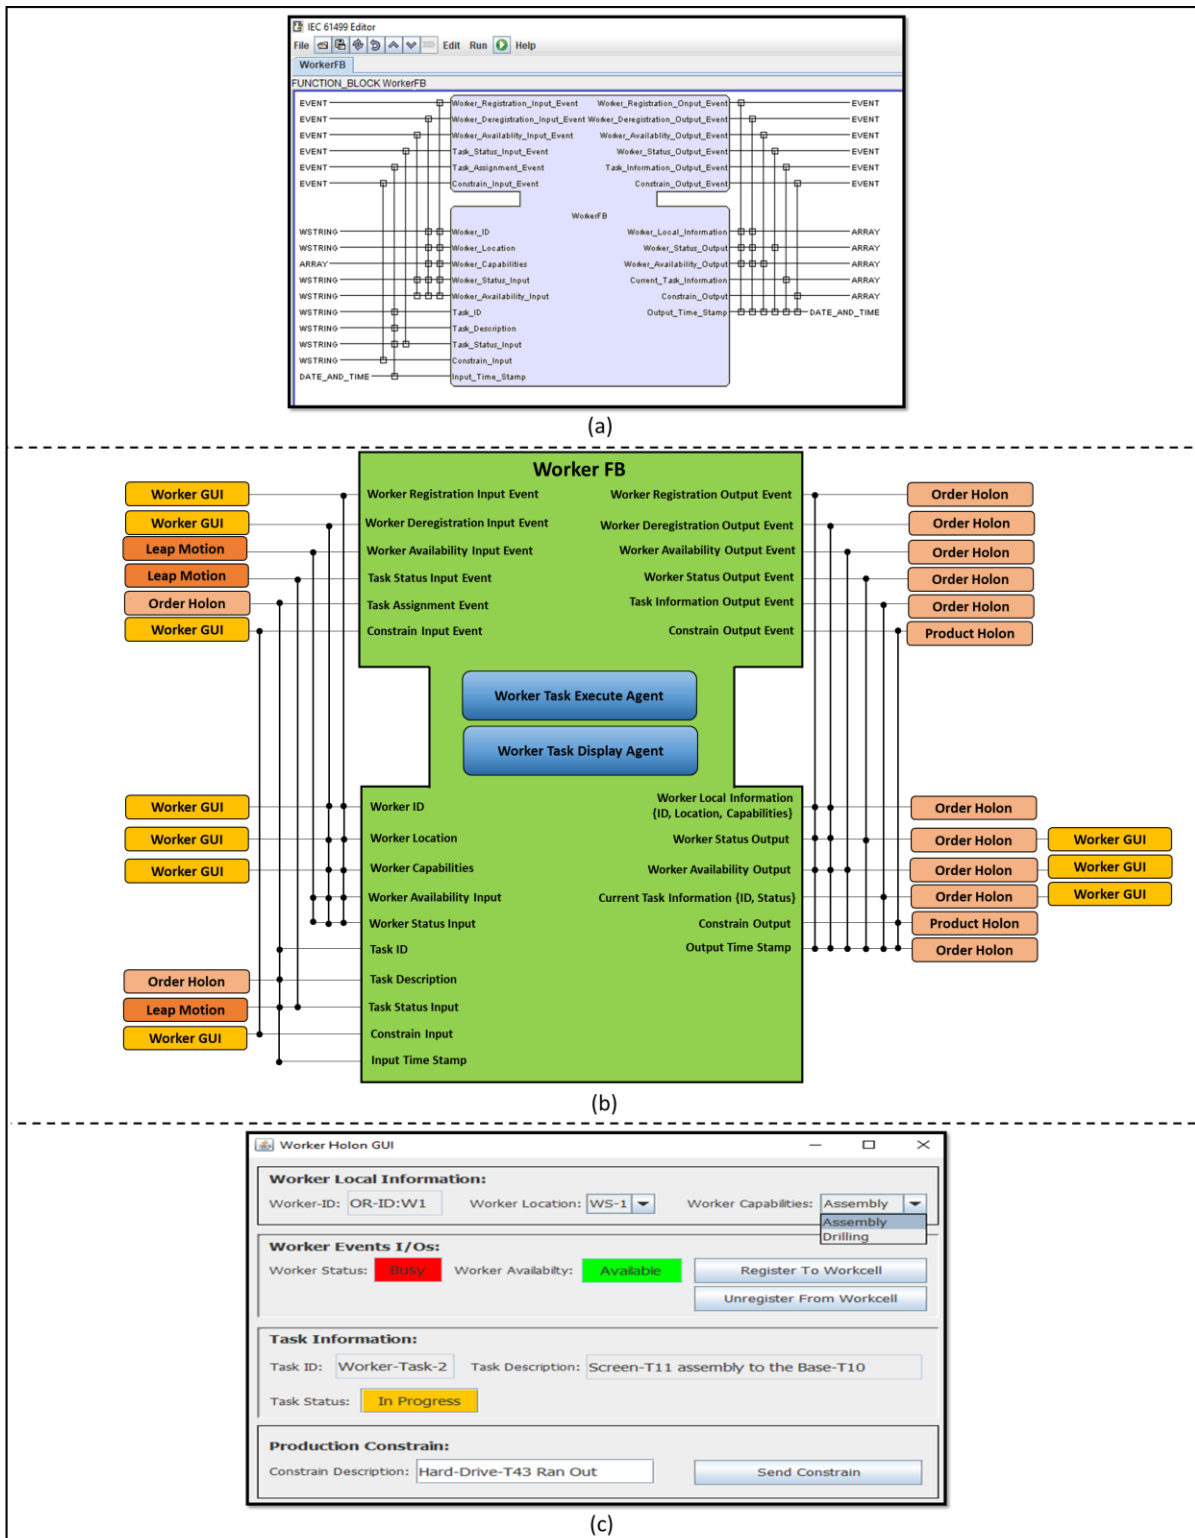 IEC 61499 Editor
File Edit Run Help
WorkerFB
FUNCTION_BLOCK WorkerFB
EVENT Worker_Registration_Input_Event Worker_Registration_Onput_Event EVENT
EVENT Worker_Deregistration_Input_Event Worker_Deregistration_Output_Event EVENT
EVENT Worker_Availablity_Input_Event Worker_Availablity_Output_Event EVENT
EVENT Task_Status_Input_Event Worker_Status_Output_Event EVENT
EVENT Task_Assignment_Event Task_Information_Output_Event EVENT
EVENT Constrain_Input_Event Constrain_Output_Event EVENT
WorkerFB
WSTRING Worker_ID Worker_Local_Information ARRAY
WSTRING Worker_Location Worker_Status_Output ARRAY
ARRAY Worker_Capabilities Worker_Availability_Output ARRAY
WSTRING Worker_Status_Input Current_Task_Information ARRAY
WSTRING Worker_Availability_Input Constrain_Output ARRAY
WSTRING Task_ID Output_Time_Stamp DATE_AND_TIME
WSTRING Task_Description
WSTRING Task_Status_Input
WSTRING Constrain_Input
DATE_AND_TIME Input_Time_Stamp
(a)
Worker FB
Worker GUI Worker Registration Input Event Worker Registration Output Event Order Holon
Worker GUI Worker Deregistration Input Event Worker Deregistration Output Event Order Holon
Leap Motion Worker Availability Input Event Worker Availability Output Event Order Holon
Leap Motion Task Status Input Event Worker Status Output Event Order Holon
Order Holon Task Assignment Event Task Information Output Event Order Holon
Worker GUI Constrain Input Event Constrain Output Event Product Holon
Worker Task Execute Agent
Worker Task Display Agent
Worker GUI Worker ID Worker Local Information Order Holon
{ID, Location, Capabilities}
Worker GUI Worker Location Worker Status Output Order Holon Worker GUI
Worker GUI Worker Capabilities Worker Availability Output Order Holon Worker GUI
Worker Availability Input Current Task Information {ID, Status} Order Holon Worker GUI
Worker Status Input Constrain Output Product Holon
Task ID Output Time Stamp Order Holon
Order Holon Task Description
Leap Motion Task Status Input
Worker GUI Constrain Input
Input Time Stamp
(b)
Worker Holon GUI
Worker Local Information:
Worker-ID: OR-ID:W1 Worker Location: WS-1 Worker Capabilities: Assembly
Assembly
Drilling
Worker Events I/Os:
Worker Status: Busy Worker Availabilty: Available Register To Workcell
Unregister From Workcell
Task Information:
Task ID: Worker-Task-2 Task Description: Screen-T11 assembly to the Base-T10
Task Status: In Progress
Production Constrain:
Constrain Description: Hard-Drive-T43 Ran Out Send Constrain
(c)